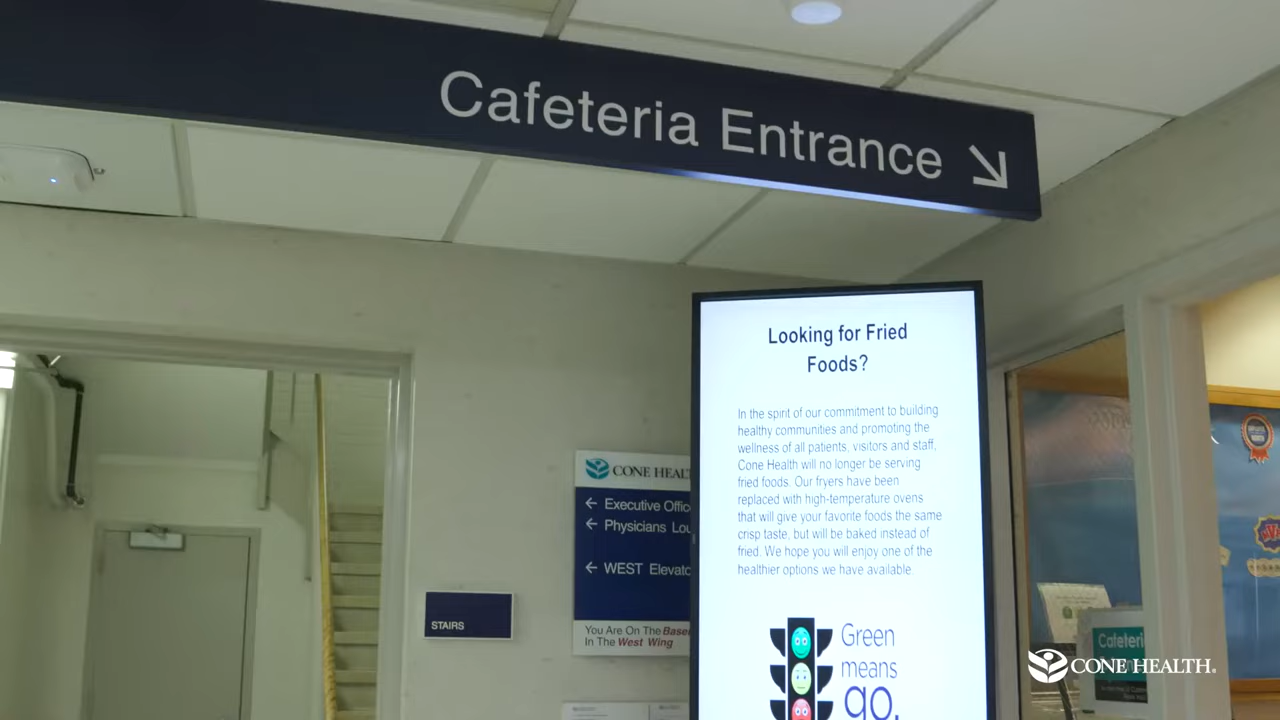 Cafeteria Entrance ↘
Looking for Fried
Foods?
In the spirit of our commitment to building
healthy communities and promoting the
wellness of all patients, visitors and staff,
Cone Health will no longer be serving
fried foods. Our fryers have been
replaced with high-temperature ovens
that will give your favorite foods the same
crisp taste, but will be baked instead of
fried. We hope you will enjoy one of the
healthier options we have available.
Green
means
go.
CONE HEAL
← Executive Offic
← Physicians Lou
← WEST Elevato
You Are On The Base
In The West Wing
STAIRS
Cafeteri
CONE HEALTH®